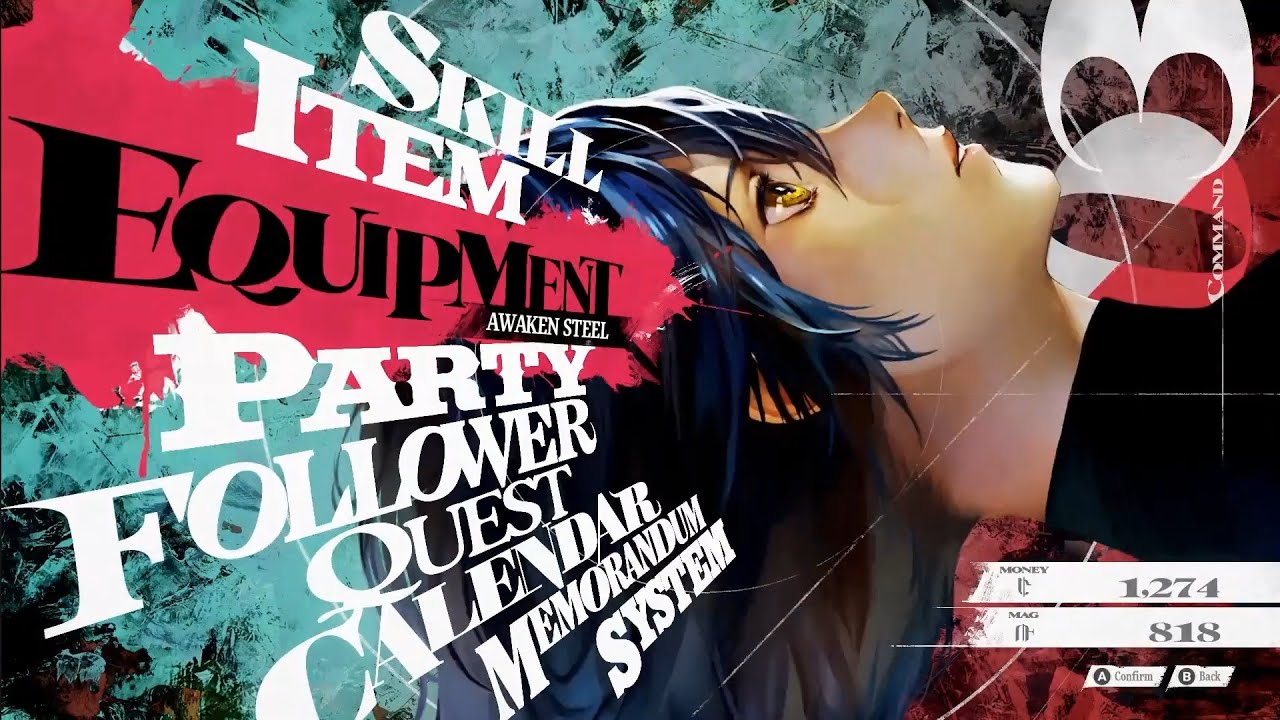 SKILL
ITEM
EQUIPMENT
AWAKEN STEEL
PARTY
FOLLOWER
QUEST
CALENDAR
MEMORANDUM
SYSTEM
COMMAND
MONEY
1,274
MAG
818
A Confirm B Back